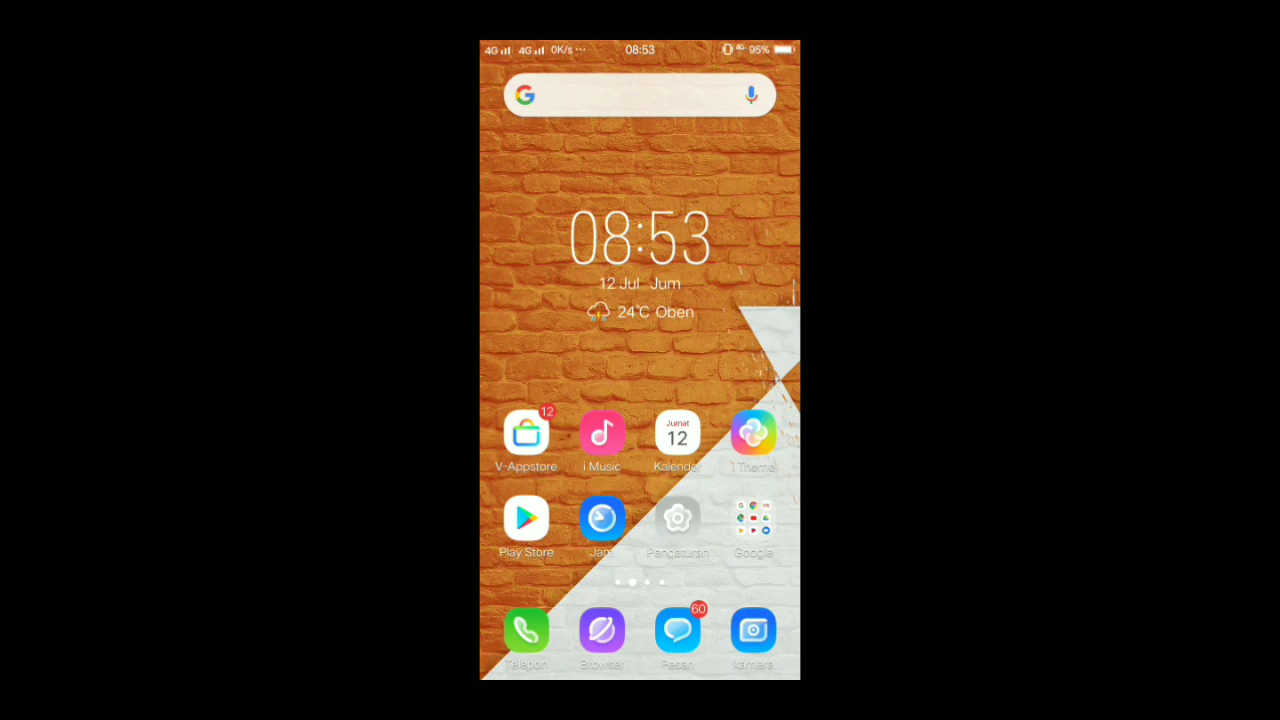 4G 4G 0K/s ... 08:53 4G 95%
08:53
12 Jul Jum
24°C Oben
12 Jumat
12
V-Appstore i Music Kalender i Theme
Play Store Jam Pengaturan Google
60
Telepon Browser Pesan Kamera